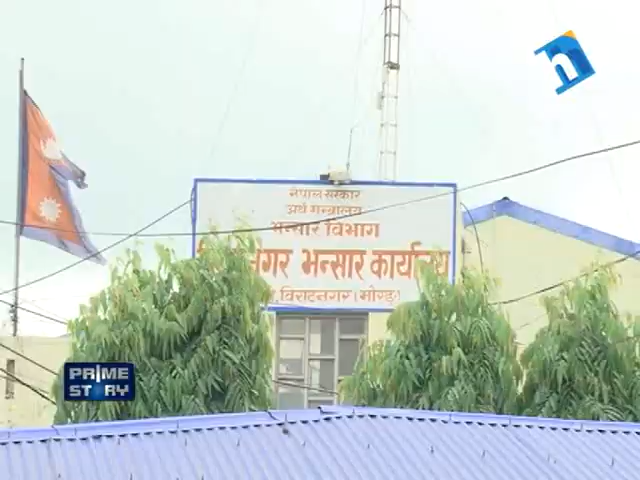 नेपाल सरकार
अर्थ मन्त्रालय
भन्सार विभाग
भन्सार कार्यालय
विराटनगर (मोरङ)
PRIME
STORY